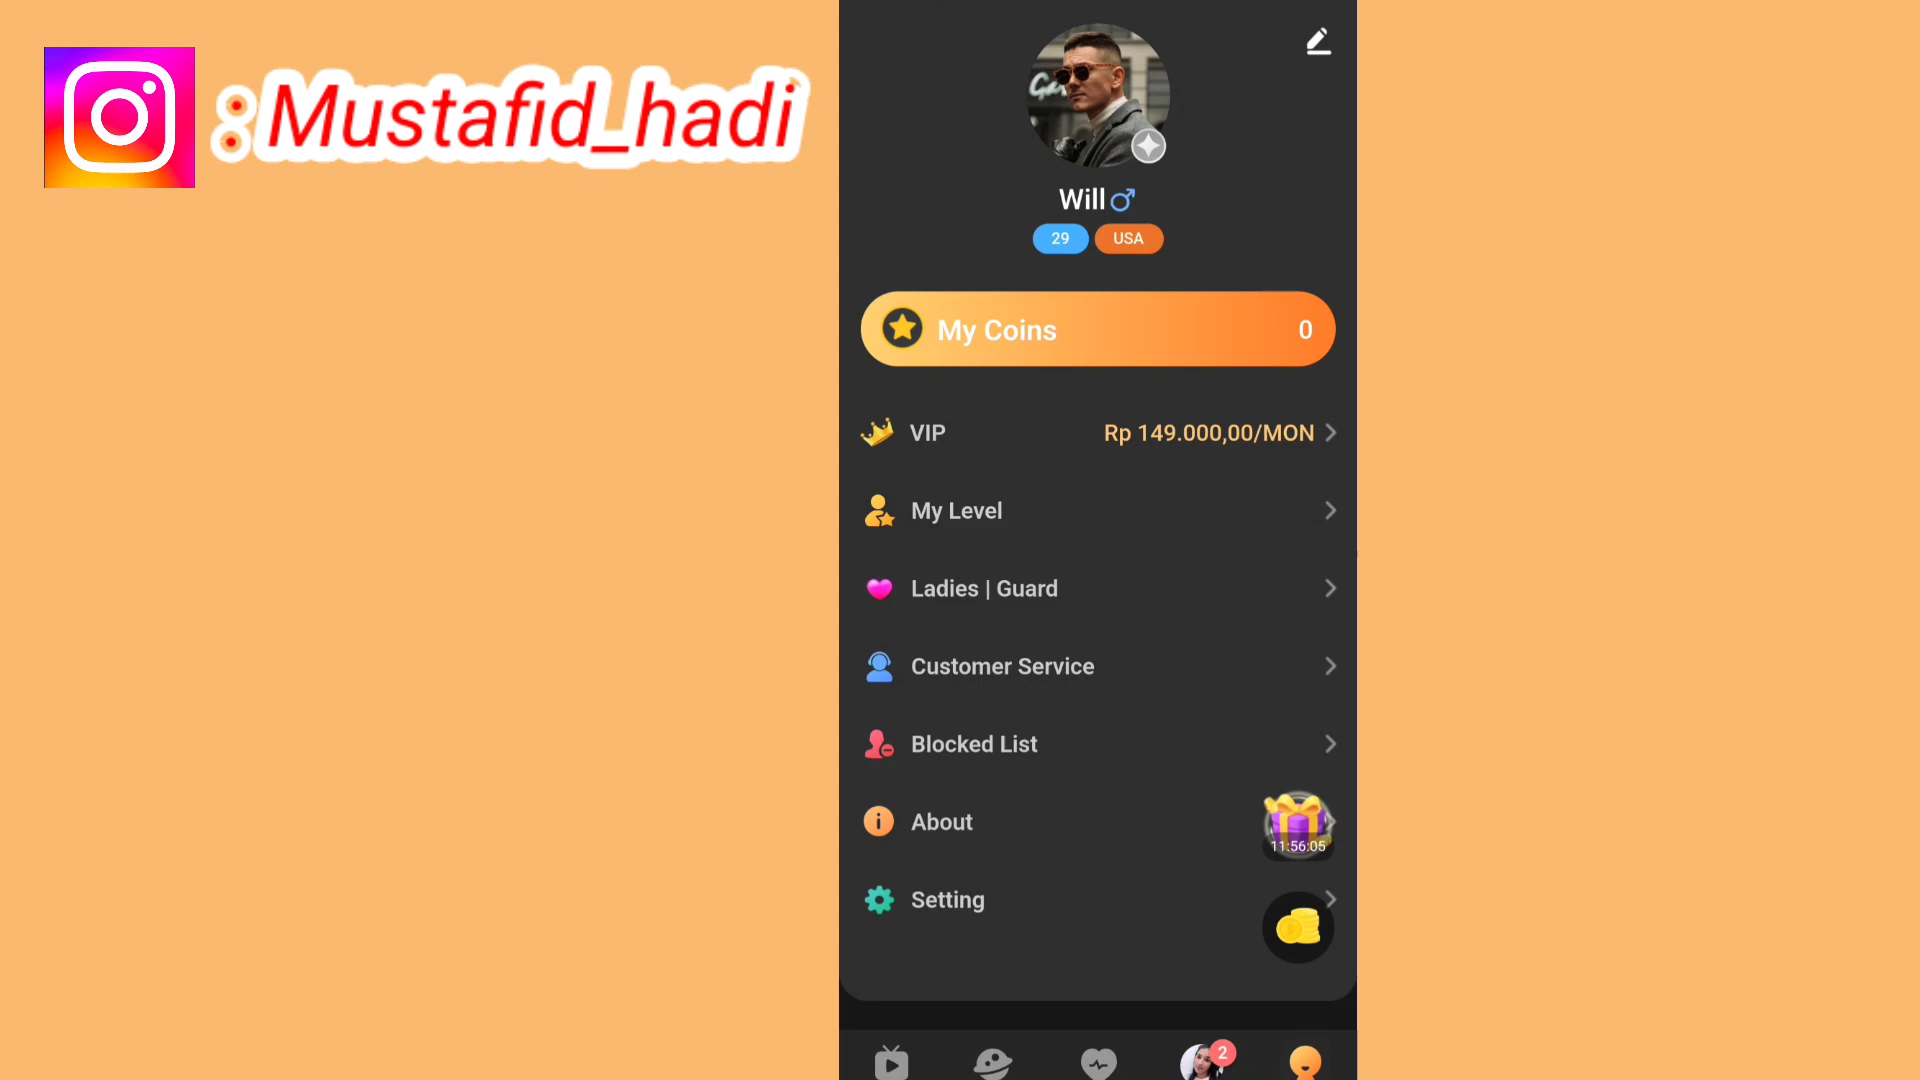 :Mustafid_hadi
Ga
Will
29 USA
My Coins 0
VIP Rp 149.000,00/MON
My Level
Ladies | Guard
Customer Service
Blocked List
About
11:56:05
Setting
2